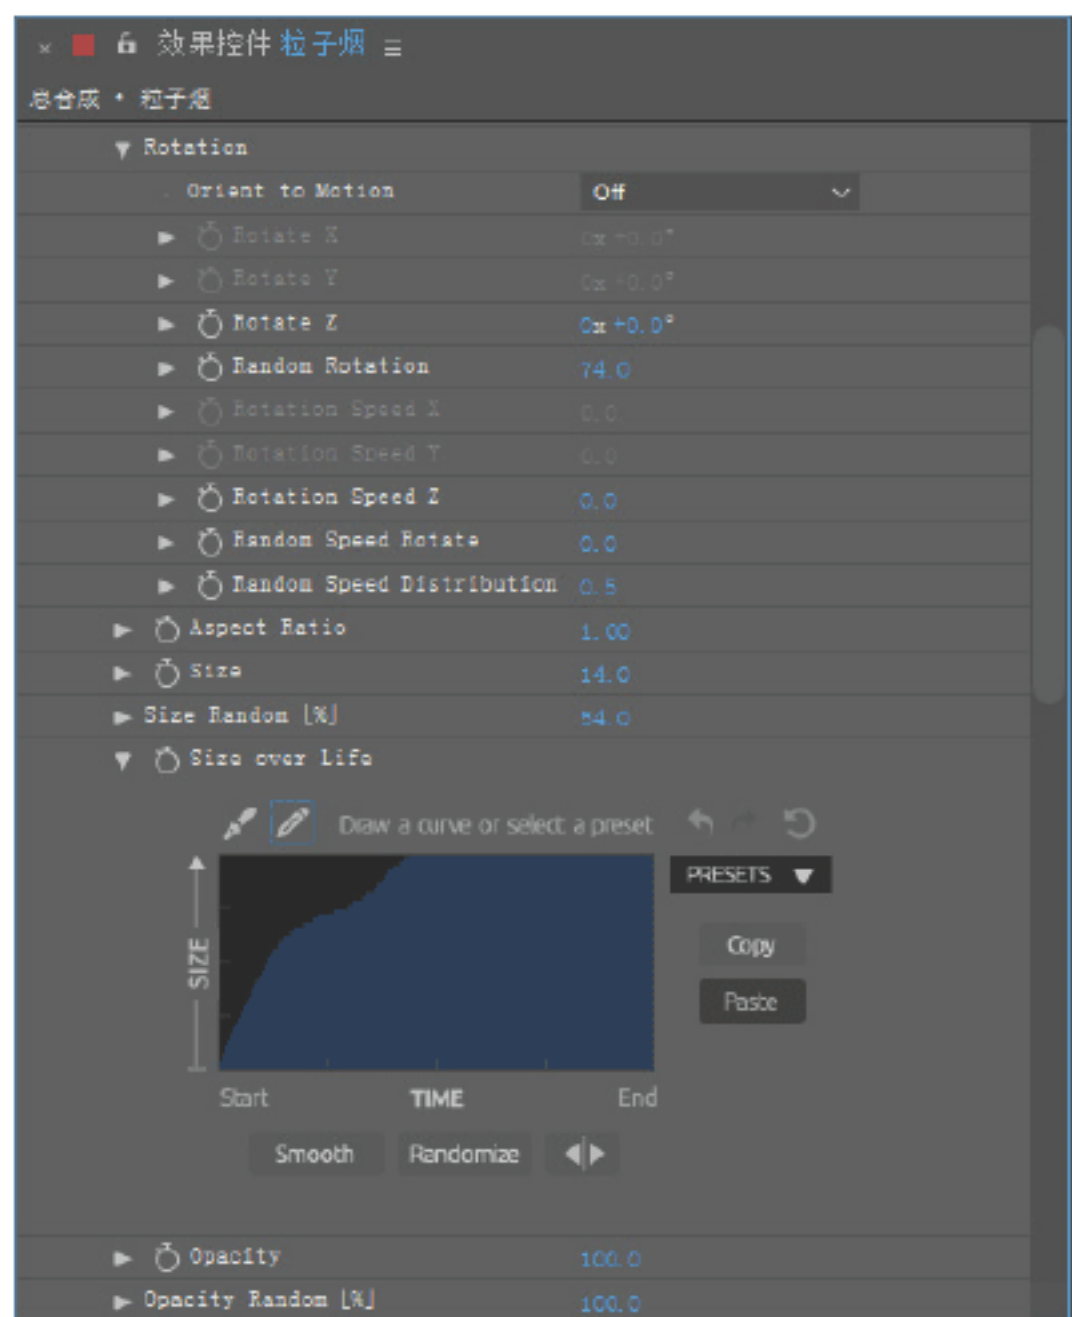 效果控件 粒子烟
总合成 • 粒子烟
Rotation
Orient to Motion Off
Rotate X 0x +0.0°
Rotate Y 0x +0.0°
Rotate Z 0x +0.0°
Random Rotation 74.0
Rotation Speed X 0.0
Rotation Speed Y 0.0
Rotation Speed Z 0.0
Random Speed Rotate 0.0
Random Speed Distribution 0.5
Aspect Ratio 1.00
Size 14.0
Size Random [%] 54.0
Size over Life
Draw a curve or select a preset
PRESETS
Copy
Paste
SIZE
Start TIME End
Smooth Randomize
Opacity 100.0
Opacity Random [%] 100.0